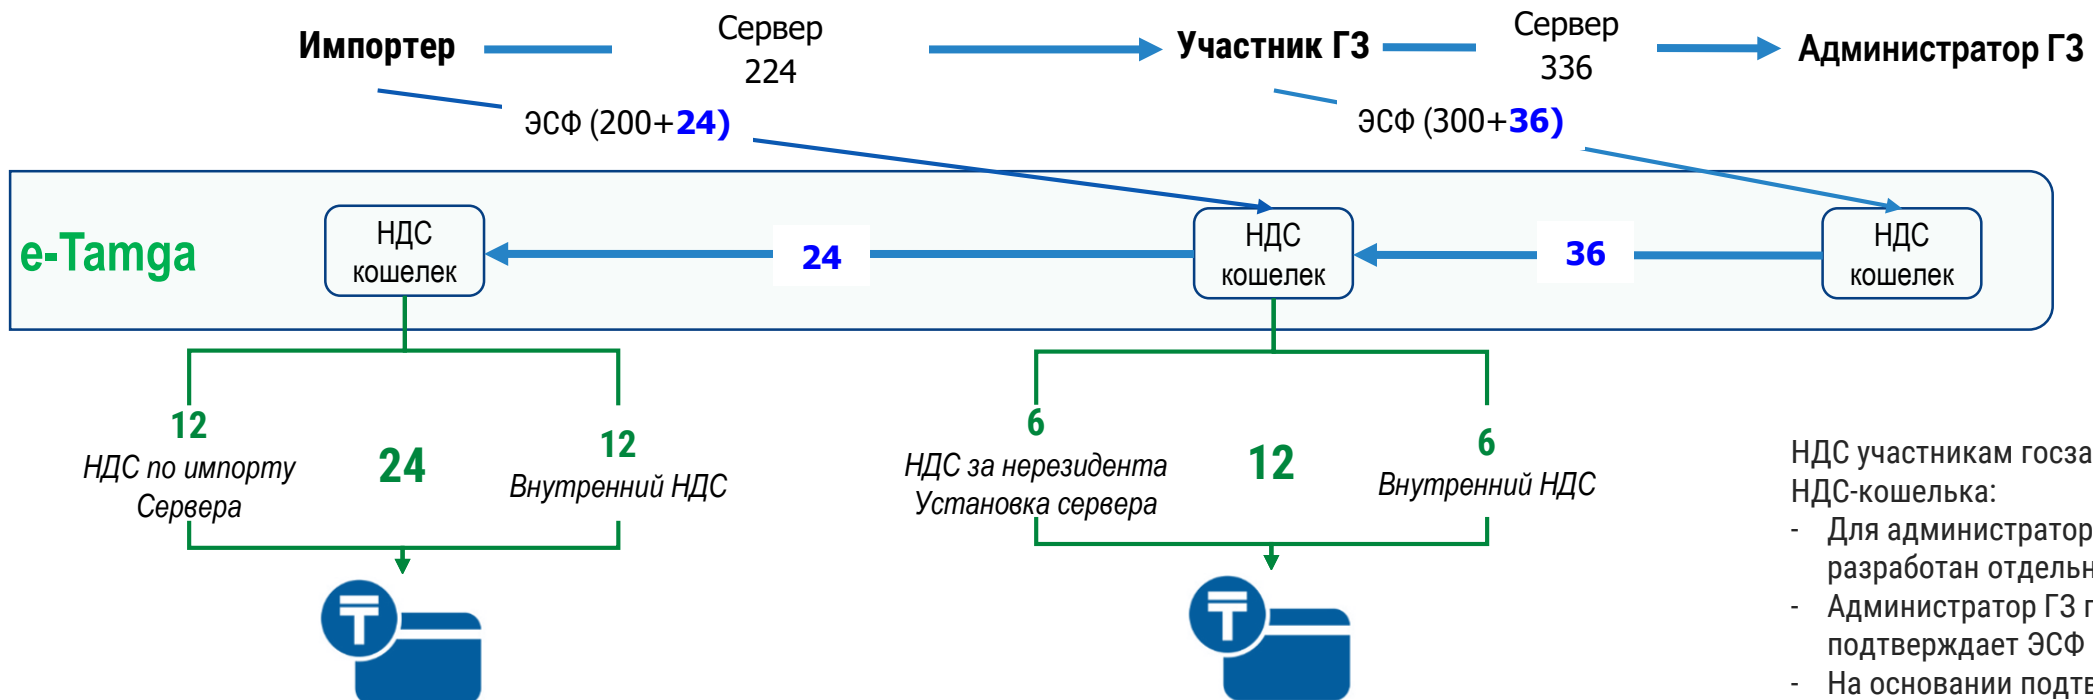 Импортер
Сервер
224
Участник ГЗ
Сервер
336
Администратор ГЗ
ЭСФ (200+24)
ЭСФ (300+36)
e-Tamga
НДС
кошелек
24
НДС
кошелек
36
НДС
кошелек
12
НДС по импорту
Сервера
24
12
Внутренний НДС
6
НДС за нерезидента
Установка сервера
12
6
Внутренний НДС
НДС участникам госза
НДС-кошелька:
- Для администратор
разработан отдельн
- Администратор ГЗ п
подтверждает ЭСФ
- На основании подтв